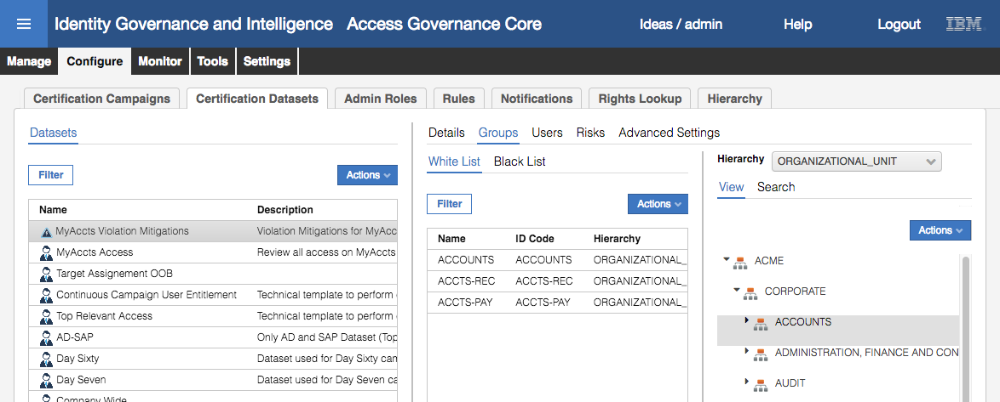 Identity Governance and Intelligence Access Governance Core Ideas / admin Help Logout IBM
Manage Configure Monitor Tools Settings
Certification Campaigns Certification Datasets Admin Roles Rules Notifications Rights Lookup Hierarchy
Datasets
Filter Actions
Name Description
MyAccts Violation Mitigations Violation Mitigations for MyAcc
MyAccts Access Review all access on MyAccts
Target Assignement OOB
Continuous Campaign User Entitlement Technical template to perform
Top Relevant Access Technical template to perform
AD-SAP Only AD and SAP Dataset (Top
Day Sixty Dataset used for Day Sixty can
Day Seven Dataset used for Day Seven ca
Company Wide
Details Groups Users Risks Advanced Settings
White List Black List
Filter Actions
Name ID Code Hierarchy
ACCOUNTS ACCOUNTS ORGANIZATIONAL_
ACCTS-REC ACCTS-REC ORGANIZATIONAL_
ACCTS-PAY ACCTS-PAY ORGANIZATIONAL_
Hierarchy ORGANIZATIONAL_UNIT
View Search
Actions
ACME
CORPORATE
ACCOUNTS
ADMINISTRATION, FINANCE AND CON
AUDIT